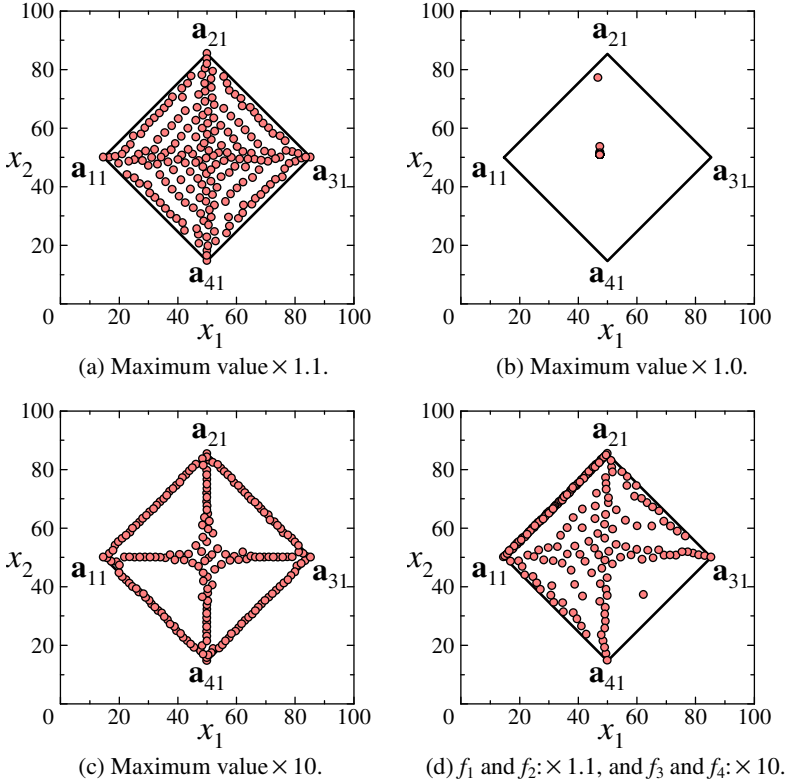 100
80
60
40
20
0
x2
a21
a11
a31
a41
20 40 60 80 100
x1
(a) Maximum value × 1.1.
100
80
60
40
20
0
x2
a21
a11
a31
a41
20 40 60 80 100
x1
(b) Maximum value × 1.0.
100
80
60
40
20
0
x2
a21
a11
a31
a41
20 40 60 80 100
x1
(c) Maximum value × 10.
100
80
60
40
20
0
x2
a21
a11
a31
a41
20 40 60 80 100
x1
(d) f1 and f2: × 1.1, and f3 and f4: × 10.